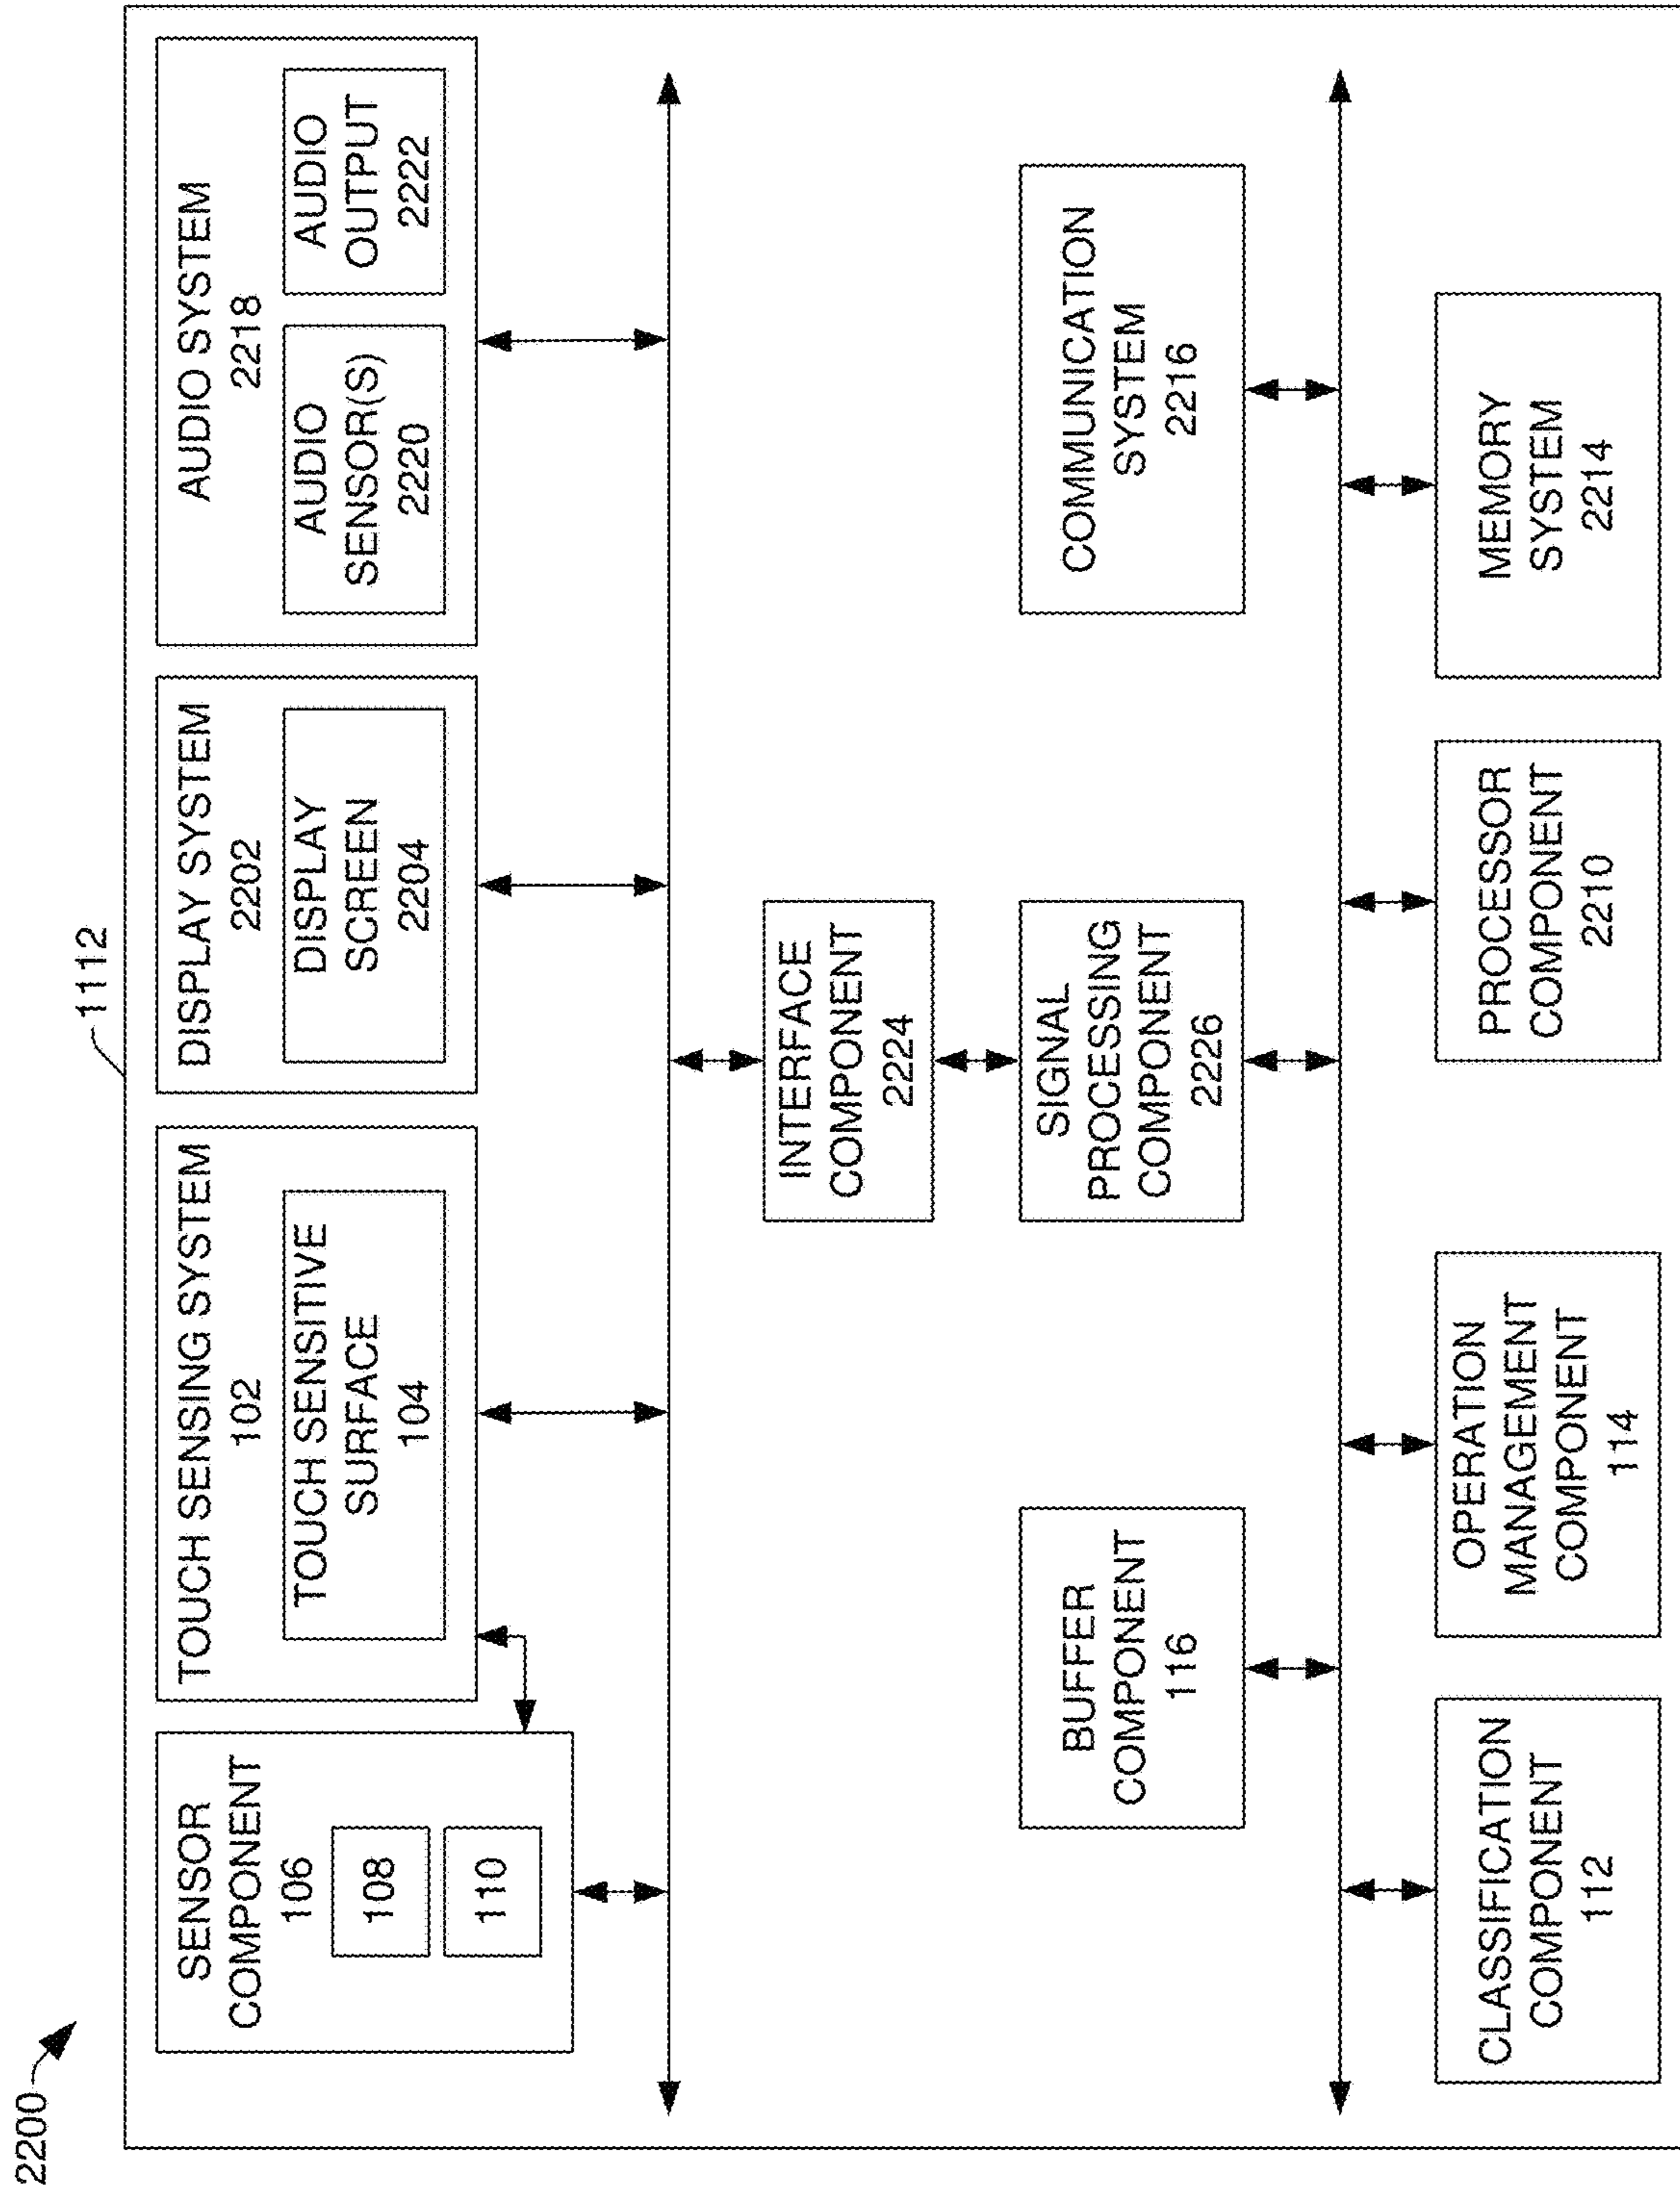 2200
1112
SENSOR
COMPONENT
106
108
110
TOUCH SENSING SYSTEM
102
TOUCH SENSITIVE
SURFACE
104
DISPLAY SYSTEM
2202
DISPLAY
SCREEN
2204
AUDIO SYSTEM
2218
AUDIO
SENSOR(S)
2220
AUDIO
OUTPUT
2222
INTERFACE
COMPONENT
2224
BUFFER
COMPONENT
116
SIGNAL
PROCESSING
COMPONENT
2226
COMMUNICATION
SYSTEM
2216
CLASSIFICATION
COMPONENT
112
OPERATION
MANAGEMENT
COMPONENT
114
PROCESSOR
COMPONENT
2210
MEMORY
SYSTEM
2214